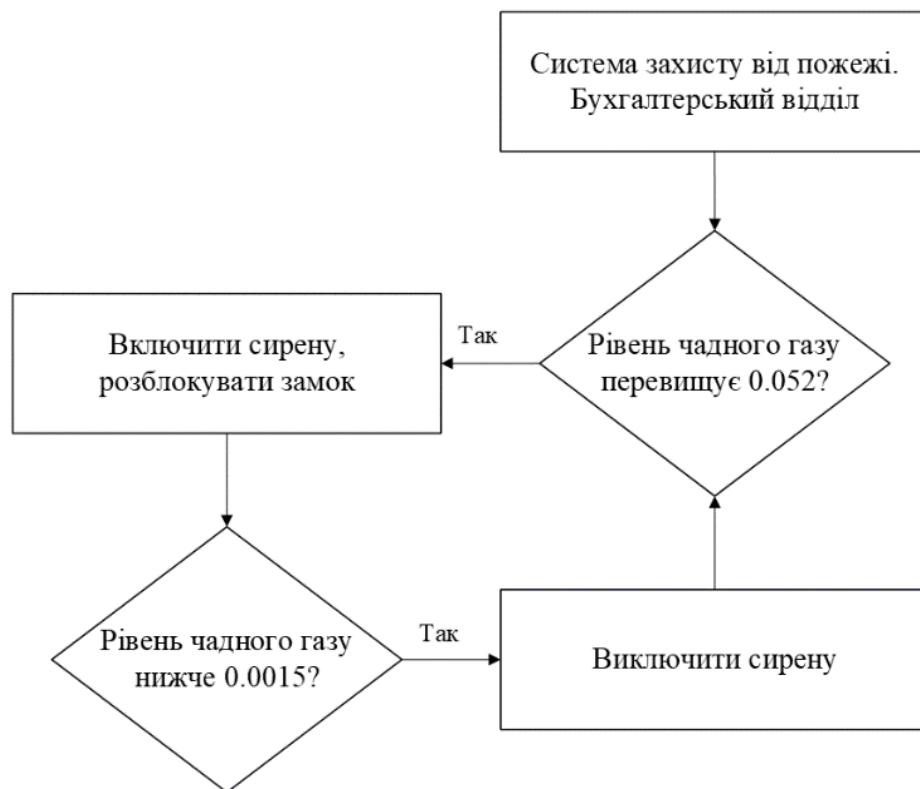 Система захисту від пожежі.
Бухгалтерський відділ
Рівень чадного газу
перевищує 0.052?
Так
Включити сирену,
розблокувати замок
Рівень чадного газу
нижче 0.0015?
Так
Виключити сирену